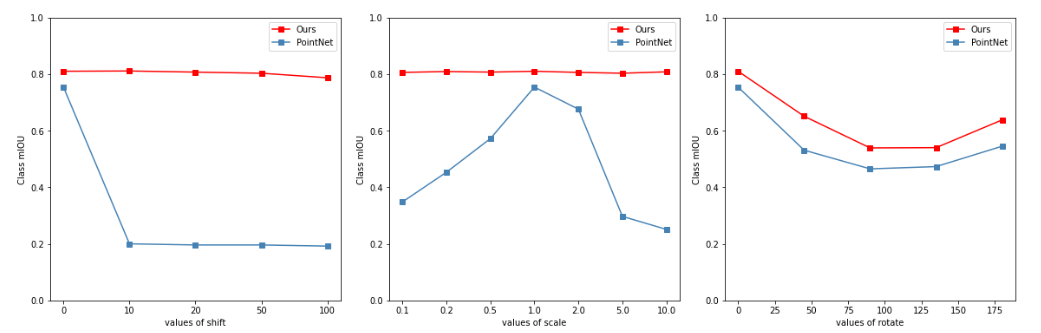 1.0
0.8
0.6
0.4
0.2
0.0
Class mIOU
Ours
PointNet
0 10 20 50 100
values of shift
1.0
0.8
0.6
0.4
0.2
0.0
Class mIOU
Ours
PointNet
0.1 0.2 0.5 1.0 2.0 5.0 10.0
values of scale
1.0
0.8
0.6
0.4
0.2
0.0
Class mIOU
Ours
PointNet
0 25 50 75 100 125 150 175
values of rotate